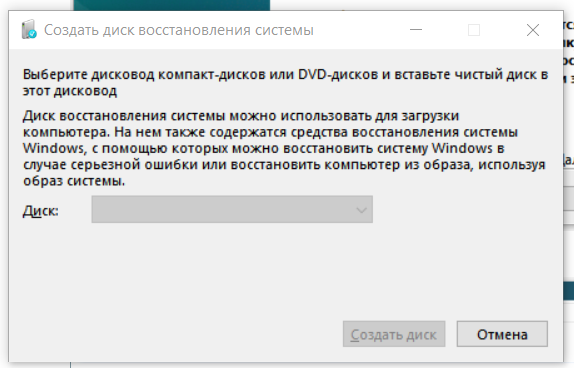 Создать диск восстановления системы
Выберите дисковод компакт-дисков или DVD-дисков и вставьте чистый диск в
этот дисковод
Диск восстановления системы можно использовать для загрузки
компьютера. На нем также содержатся средства восстановления системы
Windows, с помощью которых можно восстановить систему Windows в
случае серьезной ошибки или восстановить компьютер из образа, используя
образ системы.
Диск:
Создать диск
Отмена